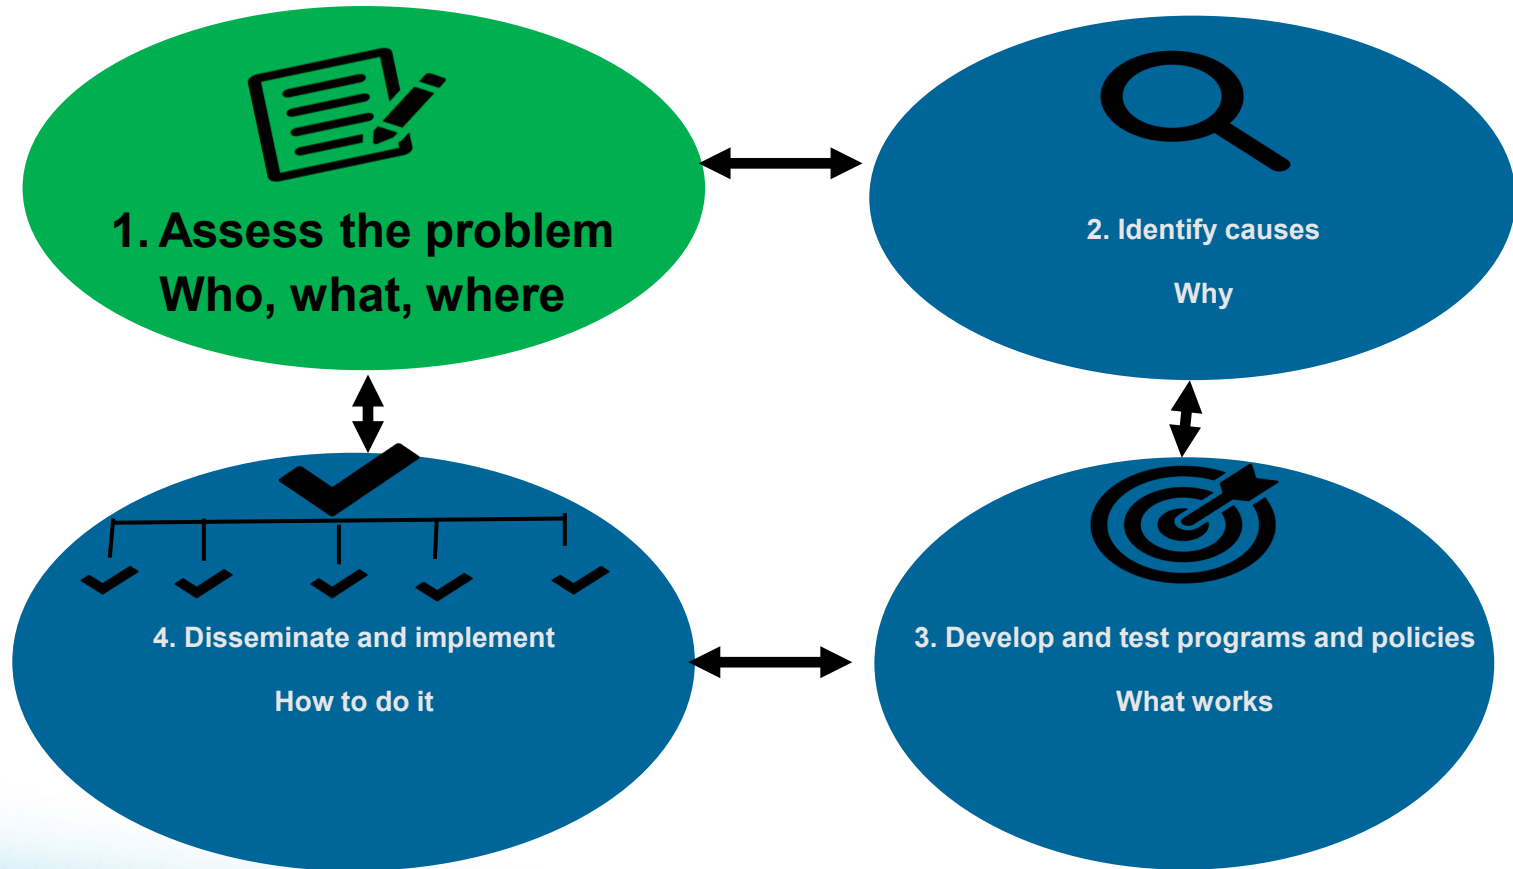 1. Assess the problem
Who, what, where
2. Identify causes
Why
3. Develop and test programs and policies
What works
4. Disseminate and implement
How to do it